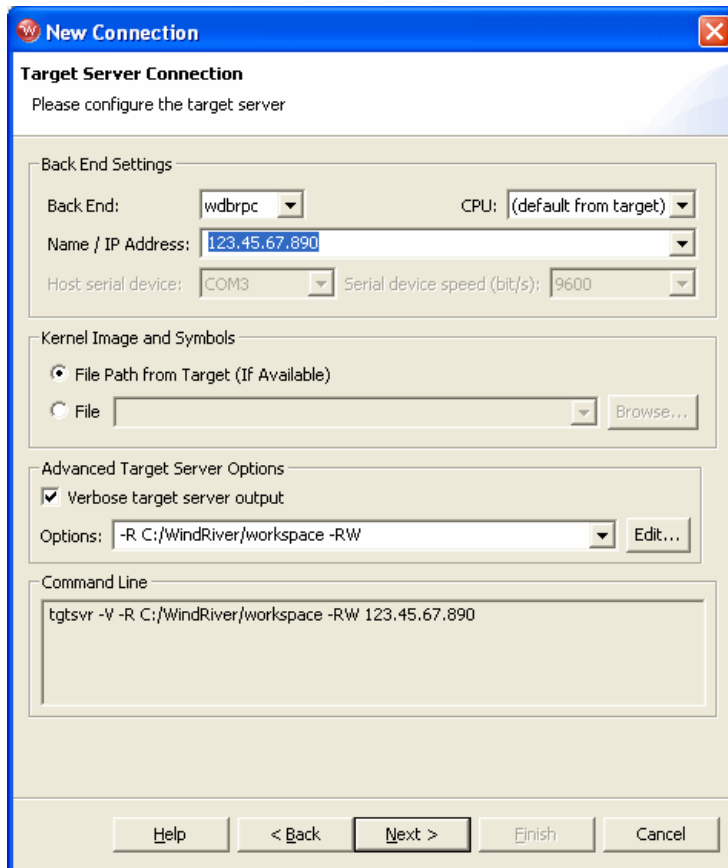 New Connection
Target Server Connection
Please configure the target server
Back End Settings
Back End: wdbrpc CPU: (default from target)
Name / IP Address: 123.45.67.890
Host serial device: COM3 Serial device speed (bit/s): 9600
Kernel Image and Symbols
File Path from Target (If Available)
File Browse...
Advanced Target Server Options
Verbose target server output
Options: -R C:/WindRiver/workspace -RW Edit...
Command Line
tgtsvr -V -R C:/WindRiver/workspace -RW 123.45.67.890
Help < Back Next > Finish Cancel